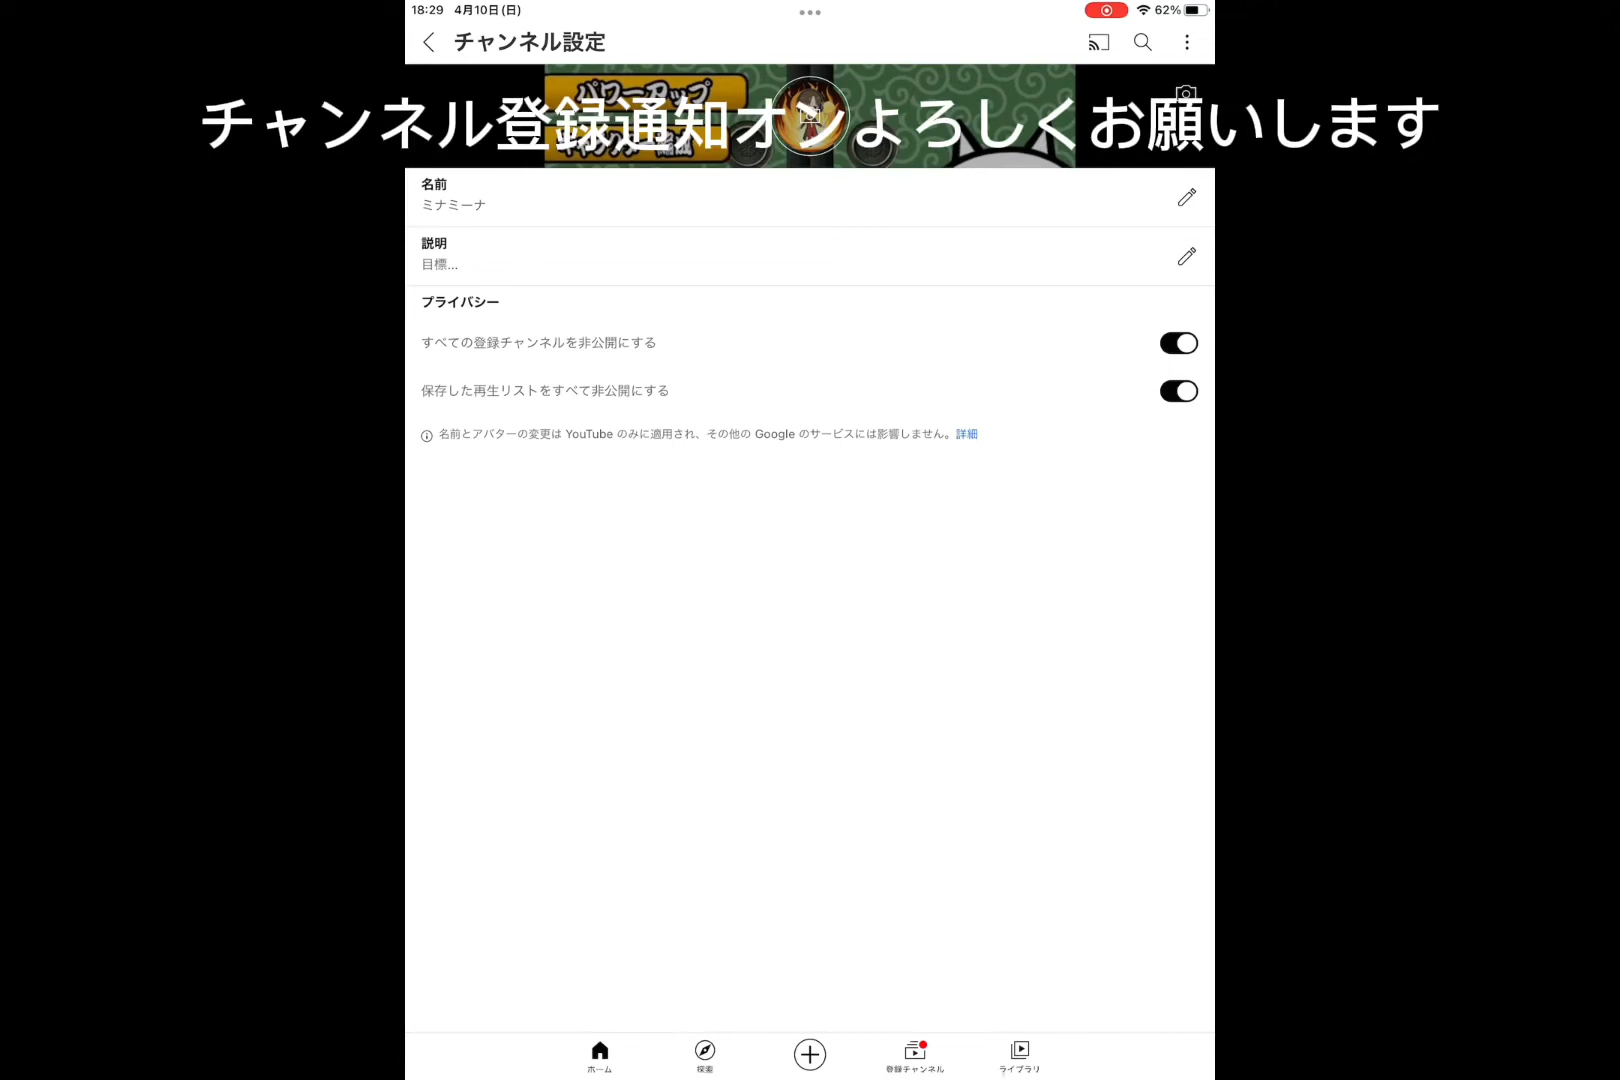 18:29 4月10日(日)
62%
チャンネル設定
パワーアップ
チャンネル登録通知オンよろしくお願いします
名前
ミナミーナ
説明
目標...
プライバシー
すべての登録チャンネルを非公開にする
保存した再生リストをすべて非公開にする
名前とアバターの変更は YouTube のみに適用され、その他の Google のサービスには影響しません。詳細
ホーム
探索
登録チャンネル
ライブラリ